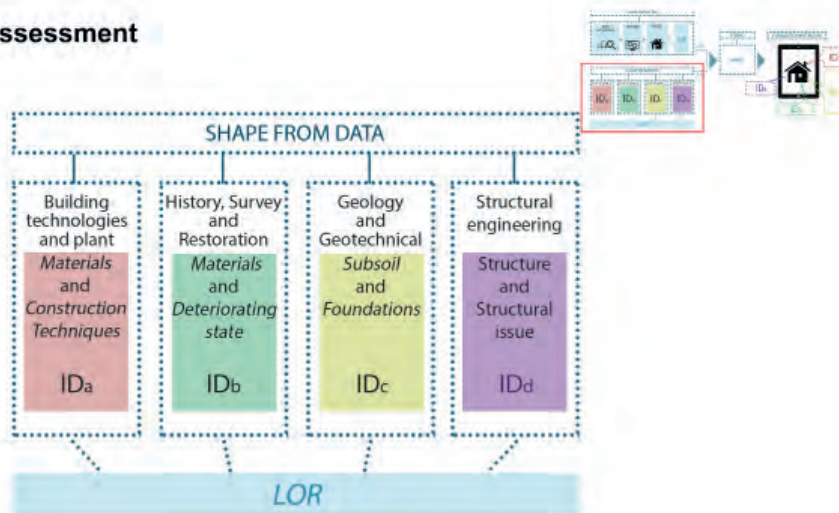 ssessment
SHAPE FROM DATA
Building
technologies
and plant
Materials
and
Construction
Techniques
IDa
History, Survey
and
Restoration
Materials
and
Deteriorating
state
IDb
Geology
and
Geotechnical
Subsoil
and
Foundations
IDc
Structural
engineering
Structure
and
Structural
issue
IDd
LOR